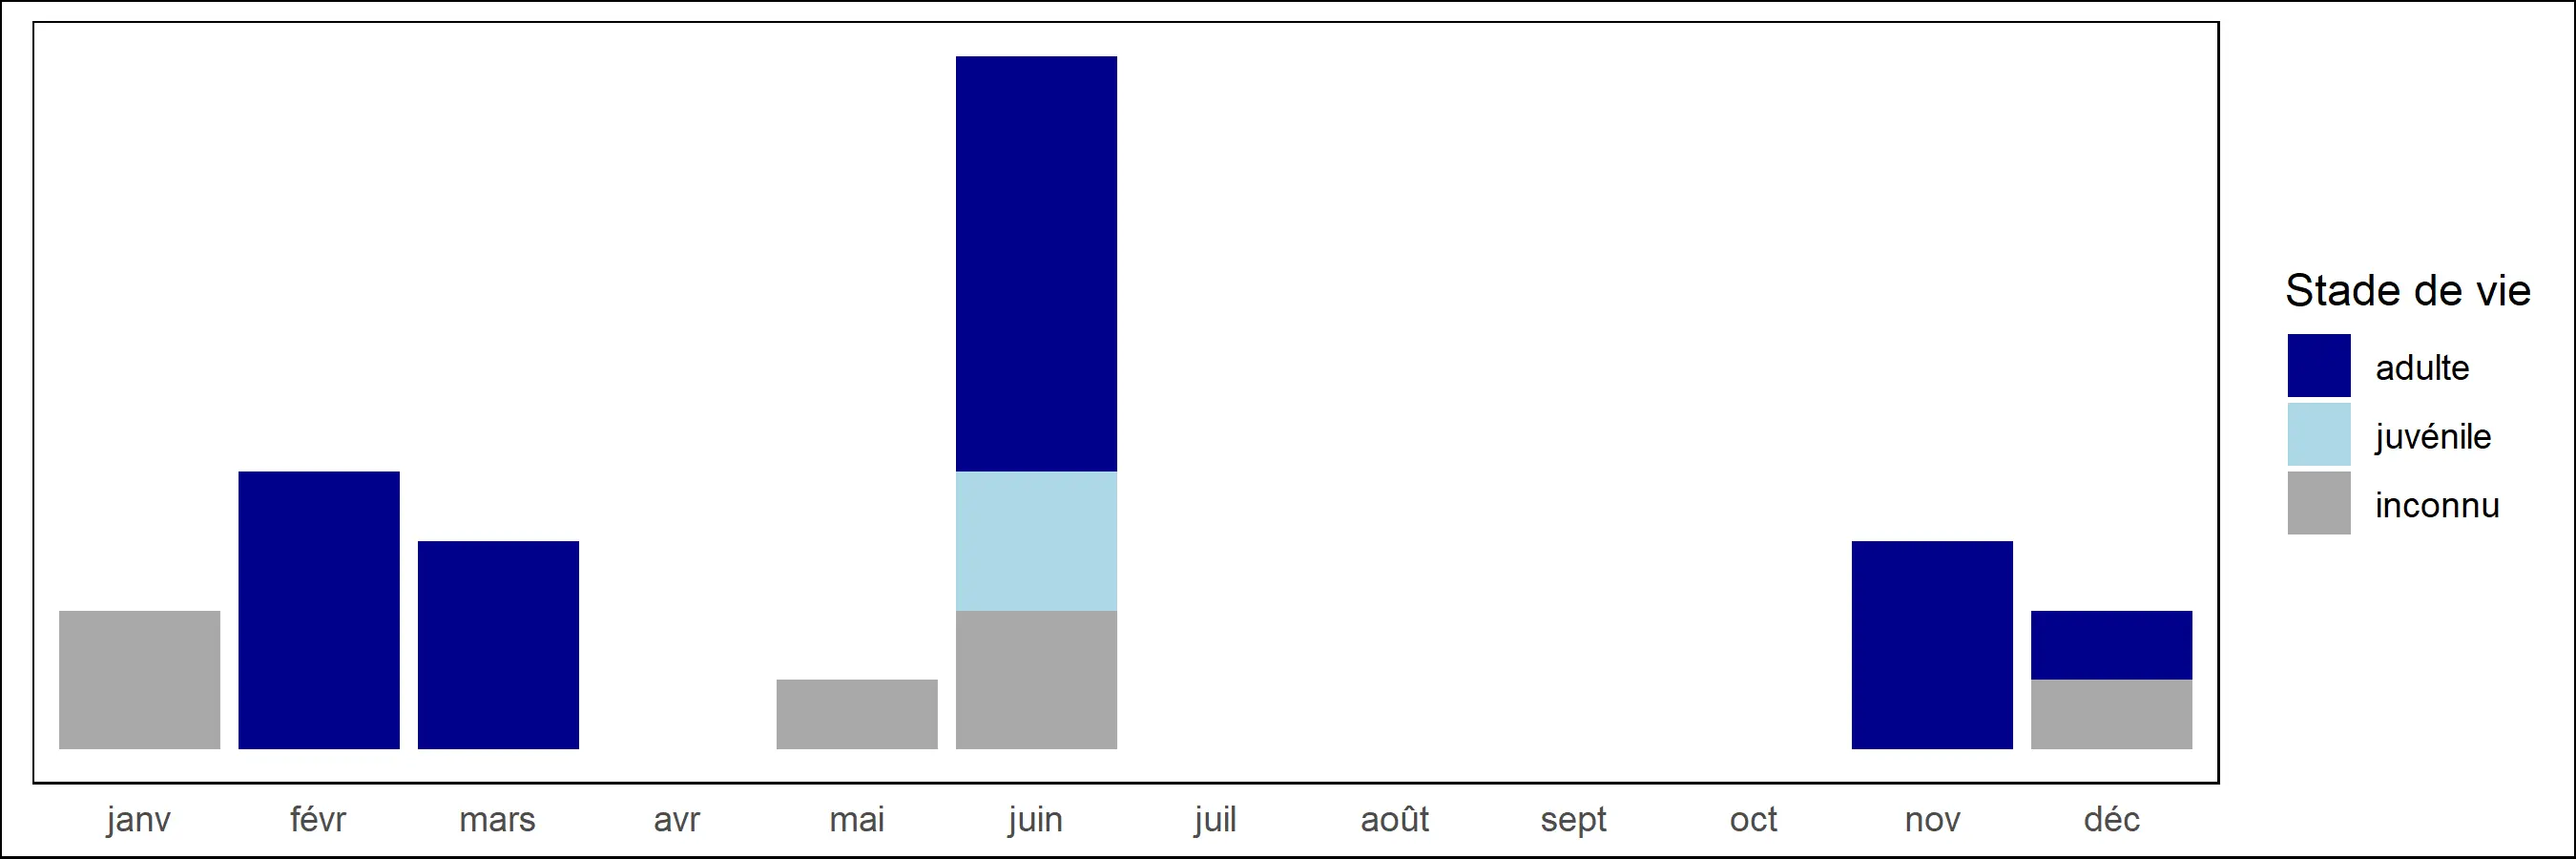 Stade de vie
adulte
juvénile
inconnu
janv févr mars avr mai juin juil août sept oct nov déc